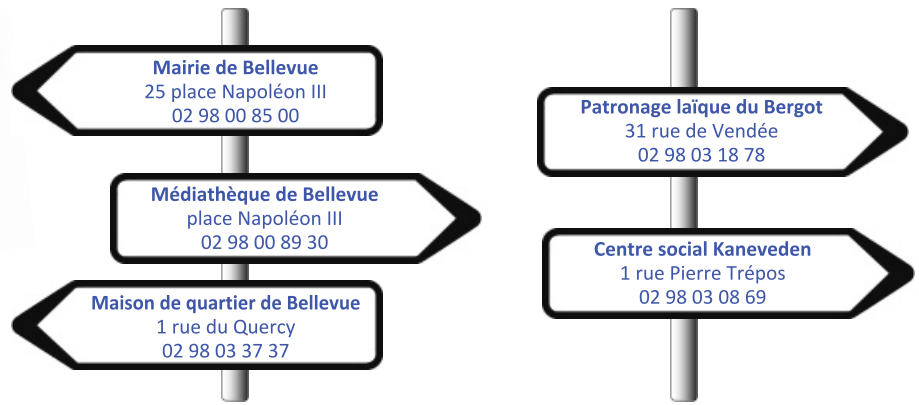 Mairie de Bellevue
25 place Napoléon III
02 98 00 85 00
Médiathèque de Bellevue
place Napoléon III
02 98 00 89 30
Maison de quartier de Bellevue
1 rue du Quercy
02 98 03 37 37
Patronage laïque du Bergot
31 rue de Vendée
02 98 03 18 78
Centre social Kaneveden
1 rue Pierre Trépos
02 98 03 08 69